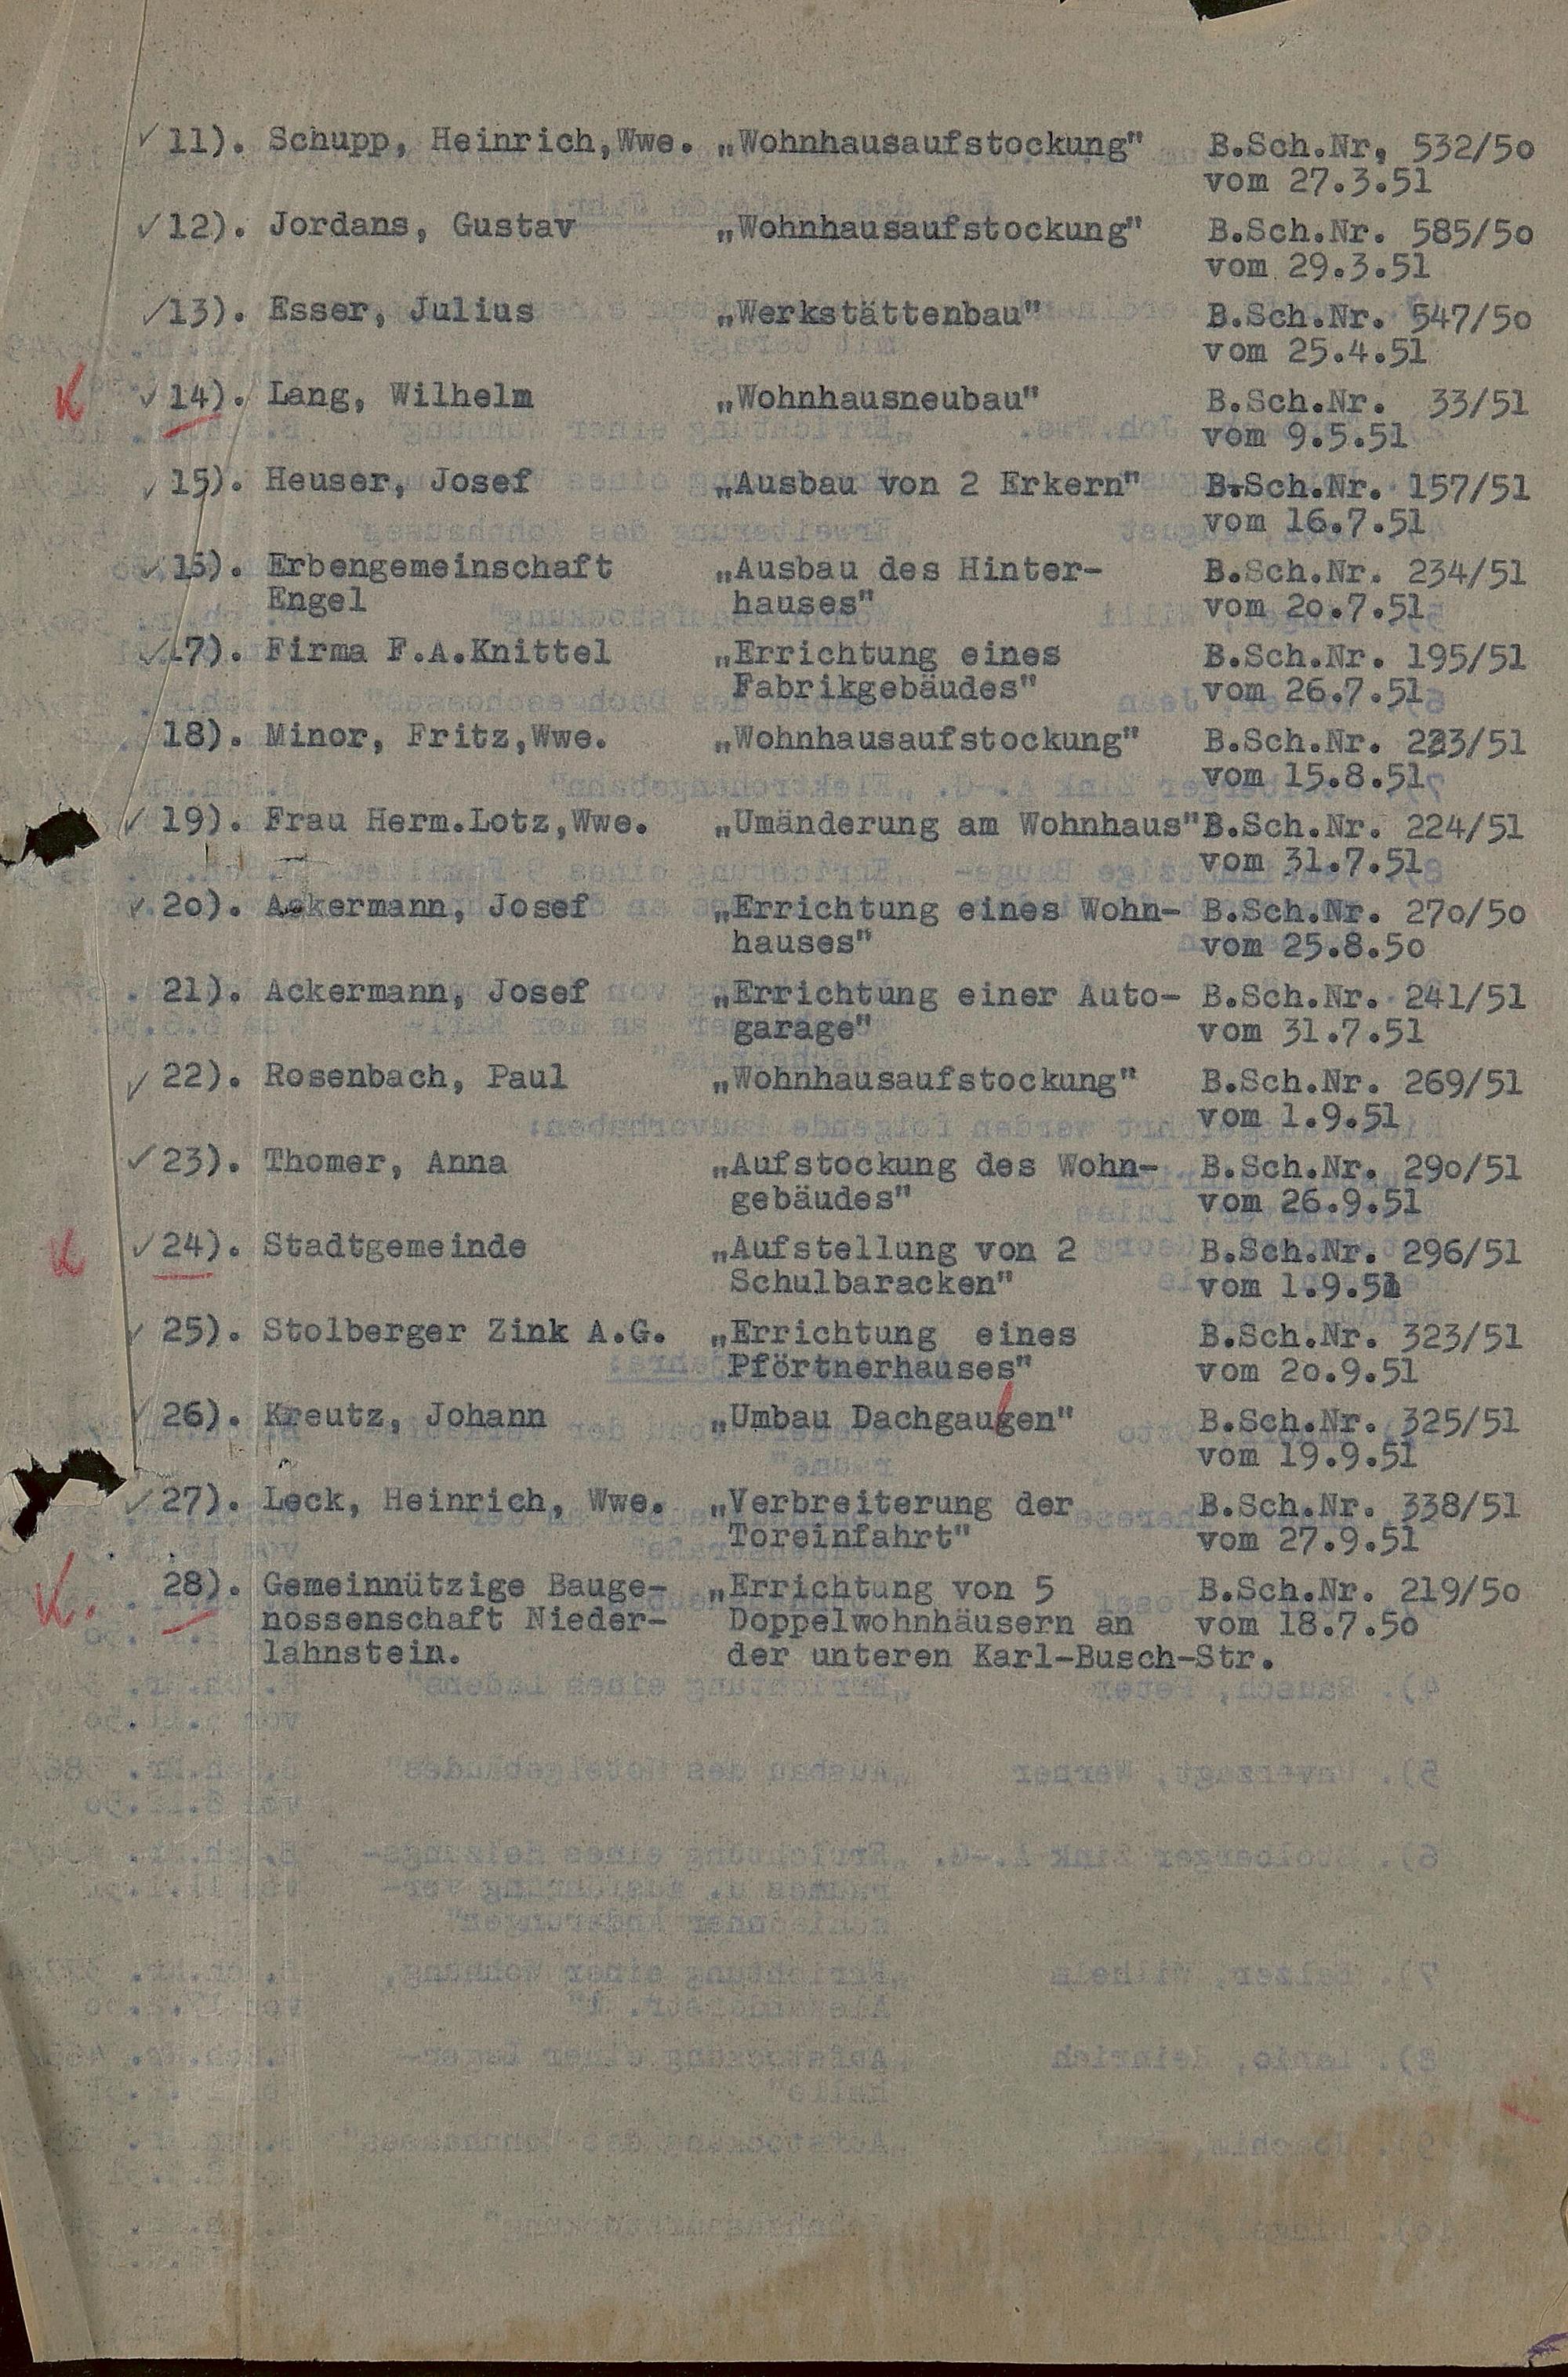 11). Schupp, Heinrich,Wwe. „Wohnhausaufstockung" B.Sch.Nr. 532/5o
vom 27.3.51
12). Jordans, Gustav „Wohnhausaufstockung" B.Sch.Nr. 585/5o
vom 29.3.51
13). Esser, Julius „Werkstättenbau" B.Sch.Nr. 547/5o
vom 25.4.51
K 14). Lang, Wilhelm „Wohnhausneubau" B.Sch.Nr. 33/51
vom 9.5.51
15). Heuser, Josef „Ausbau von 2 Erkern" B.Sch.Nr. 157/51
vom 16.7.51
16). Erbengemeinschaft „Ausbau des Hinter- B.Sch.Nr. 234/51
Engel hauses" vom 2o.7.51
17). Firma F.A.Knittel „Errichtung eines B.Sch.Nr. 195/51
Fabrikgebäudes" vom 26.7.51
18). Minor, Fritz,Wwe. „Wohnhausaufstockung" B.Sch.Nr.
vom 15.8.51
19). Frau Herm.Lotz,Wwe. „Umänderung am Wohnhaus" B.Sch.Nr. 224/51
vom 31.7.51
2o). Ackermann, Josef „Errichtung eines Wohn- B.Sch.Nr. 27o/5o
hauses" vom 25.8.5o
21). Ackermann, Josef „Errichtung einer Auto- B.Sch.Nr. 241/51
garage" vom 31.7.51
22). Rosenbach, Paul „Wohnhausaufstockung" B.Sch.Nr. 269/51
vom 1.9.51
23). Thomer, Anna „Aufstockung des Wohn- B.Sch.Nr. 29o/51
gebäudes" vom 26.9.51
K 24). Stadtgemeinde „Aufstellung von 2 B.Sch.Nr. 296/51
Schulbaracken" vom 1.9.51
25). Stolberger Zink A.G. „Errichtung eines B.Sch.Nr. 323/51
Pförtnerhauses" vom 2o.9.51
26). Kreutz, Johann „Umbau Dachgaugen" B.Sch.Nr. 325/51
vom 19.9.51
27). Leck, Heinrich, Wwe. „Verbreiterung der B.Sch.Nr. 338/51
Toreinfahrt" vom 27.9.51
K. 28). Gemeinnützige Bauge- „Errichtung von 5 B.Sch.Nr. 219/5o
nossenschaft Nieder- Doppelwohnhäusern an vom 18.7.5o
lahnstein. der unteren Karl-Busch-Str.